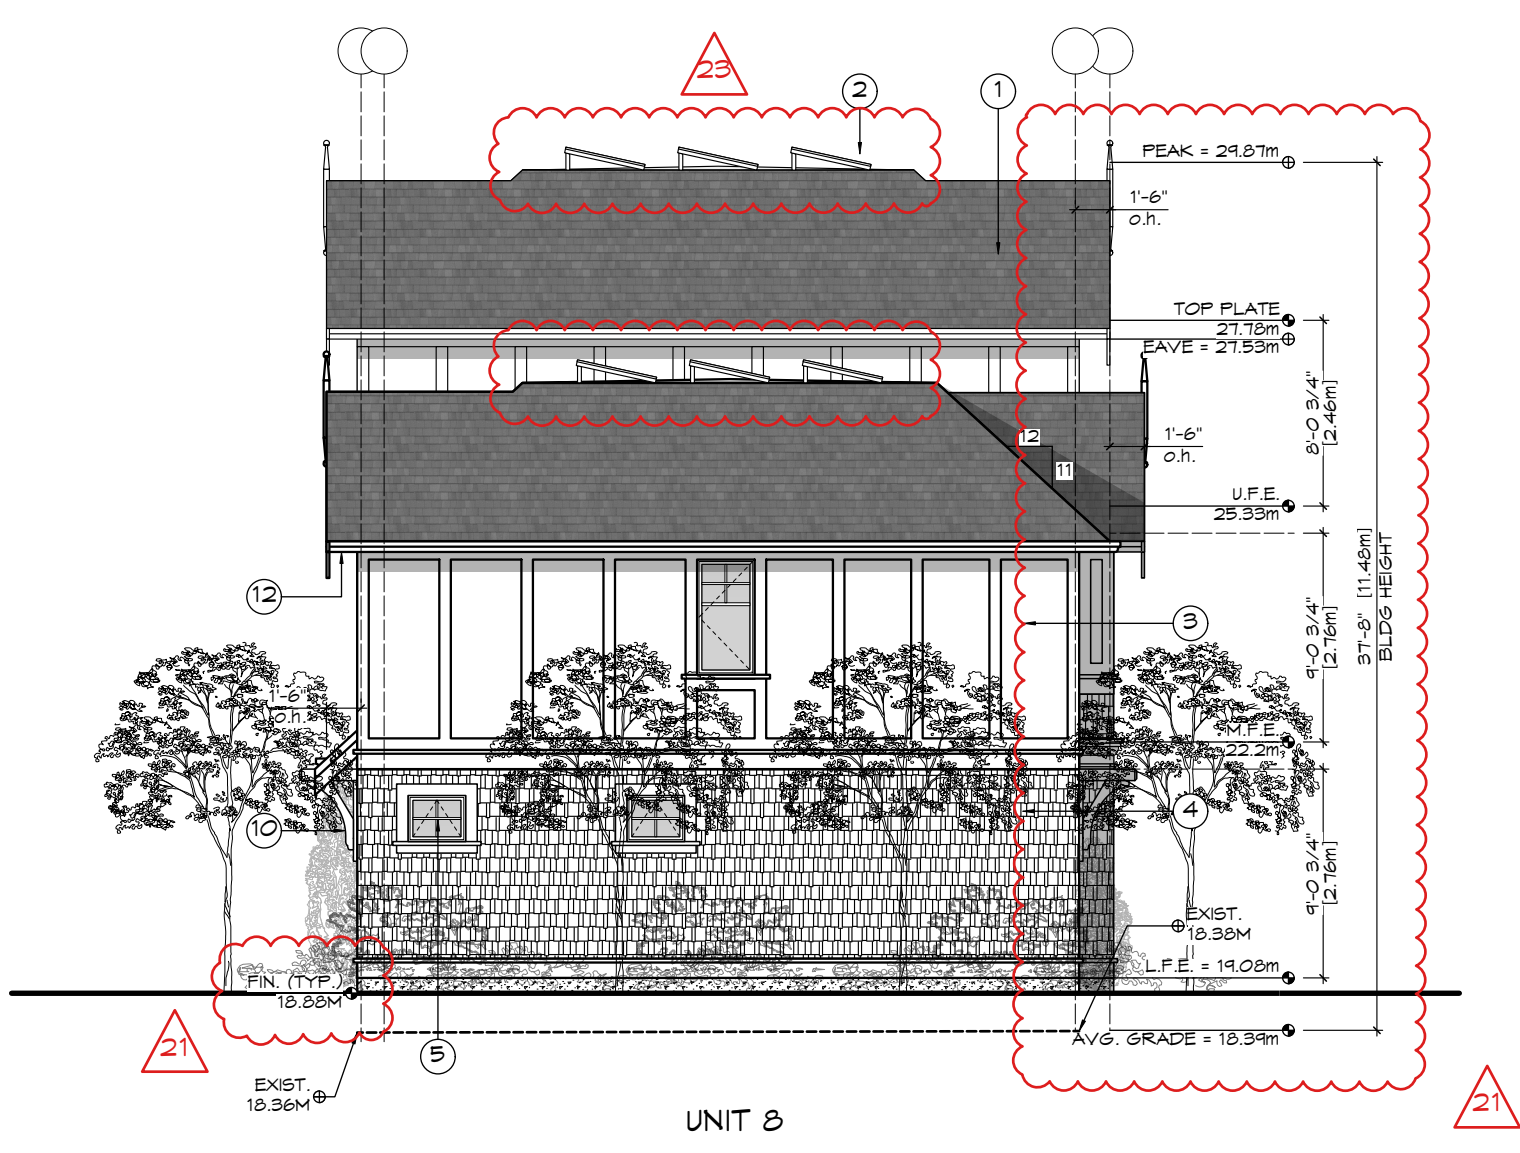 23
2
1
PEAK = 29.87m
1'-6"
o.h.
TOP PLATE
27.78m
EAVE = 27.53m
8'-0 3/4"
[2.46m]
12
11
1'-6"
o.h.
U.F.E.
25.33m
37'-8" [11.48m]
BLDG HEIGHT
12
3
9'-0 3/4"
[2.76m]
1'-6"
o.h.
M.F.E.
22.2m
10
4
9'-0 3/4"
[2.76m]
EXIST.
18.38M
L.F.E. = 19.08m
FIN. (TYP.)
18.88M
AVG. GRADE = 18.39m
21
5
EXIST.
18.36M
21
UNIT 8